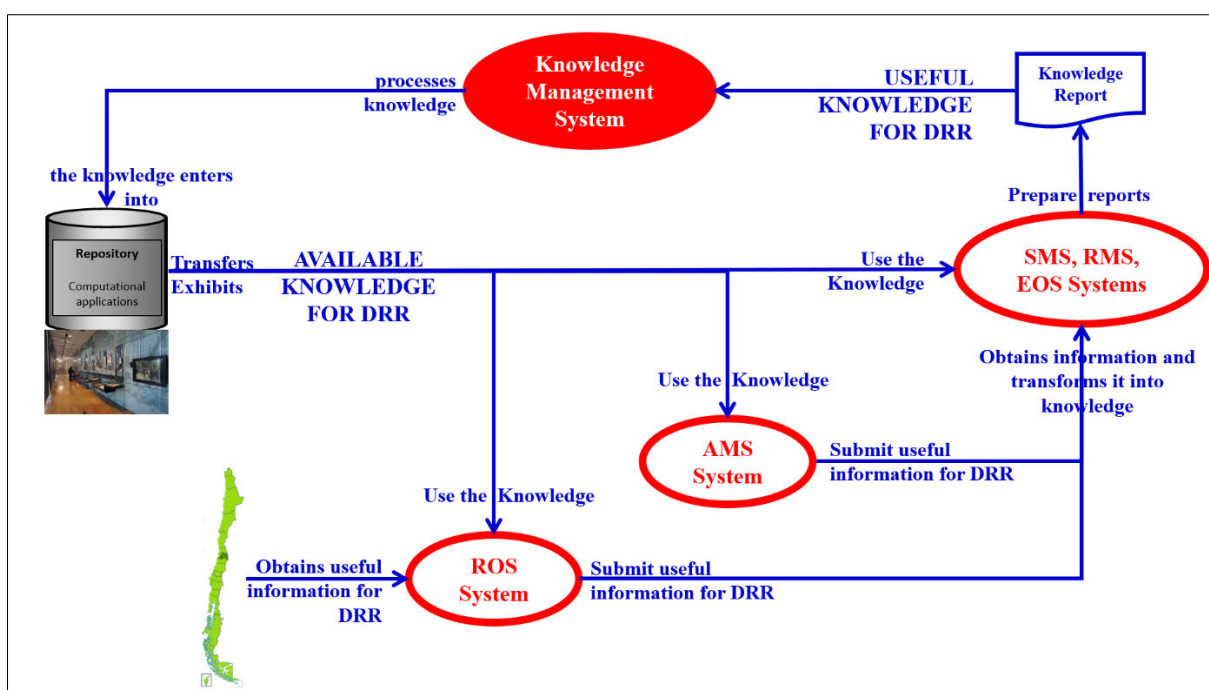 Knowledge
Management
System
processes
knowledge
USEFUL
KNOWLEDGE
FOR DRR
Knowledge
Report
the knowledge enters
into
Prepare reports
Repository
Computational
applications
Transfers
Exhibits
AVAILABLE
KNOWLEDGE
FOR DRR
Use the
Knowledge
SMS, RMS,
EOS Systems
Obtains information and
transforms it into
knowledge
Use the Knowledge
AMS
System
Submit useful
information for DRR
Use the Knowledge
Obtains useful
information for
DRR
ROS
System
Submit useful
information for DRR